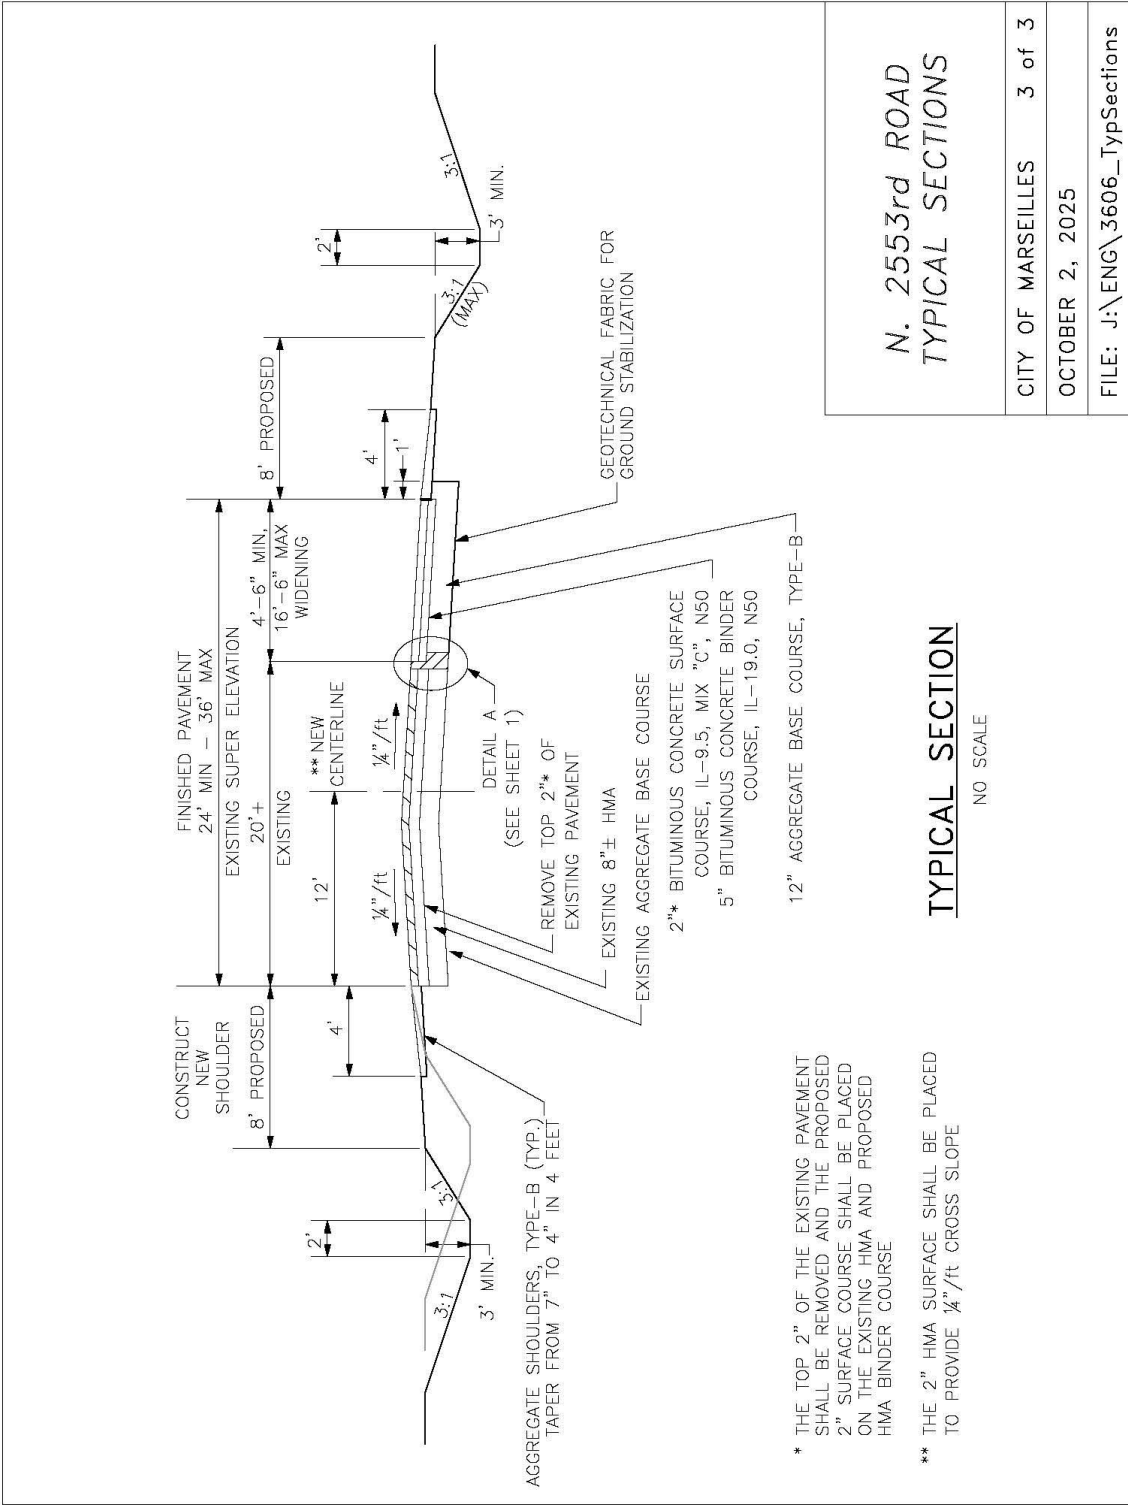 CONSTRUCT
NEW
SHOULDER
8' PROPOSED
FINISHED PAVEMENT
24' MIN – 36' MAX
EXISTING SUPER ELEVATION
20'+
EXISTING
4'–6" MIN,
16'–6" MAX
WIDENING
8' PROPOSED
2'
4'
12'
** NEW
CENTERLINE
4'
1'
2'
¼"/ft
¼"/ft
3:1
3:1
3:1
(MAX)
3:1
3' MIN.
3' MIN.
AGGREGATE SHOULDERS, TYPE–B (TYP.)
TAPER FROM 7" TO 4" IN 4 FEET
DETAIL A
(SEE SHEET 1)
REMOVE TOP 2"* OF
EXISTING PAVEMENT
EXISTING 8"± HMA
EXISTING AGGREGATE BASE COURSE
GEOTECHNICAL FABRIC FOR
GROUND STABILIZATION
2"* BITUMINOUS CONCRETE SURFACE
COURSE, IL–9.5, MIX "C", N50
5" BITUMINOUS CONCRETE BINDER
COURSE, IL–19.0, N50
12" AGGREGATE BASE COURSE, TYPE–B
* THE TOP 2" OF THE EXISTING PAVEMENT
SHALL BE REMOVED AND THE PROPOSED
2" SURFACE COURSE SHALL BE PLACED
ON THE EXISTING HMA AND PROPOSED
HMA BINDER COURSE
** THE 2" HMA SURFACE SHALL BE PLACED
TO PROVIDE ¼"/ft CROSS SLOPE
TYPICAL SECTION
NO SCALE
N. 2553rd ROAD
TYPICAL SECTIONS
CITY OF MARSEILLES 3 of 3
OCTOBER 2, 2025
FILE: J:\ENG\3606_TypSections